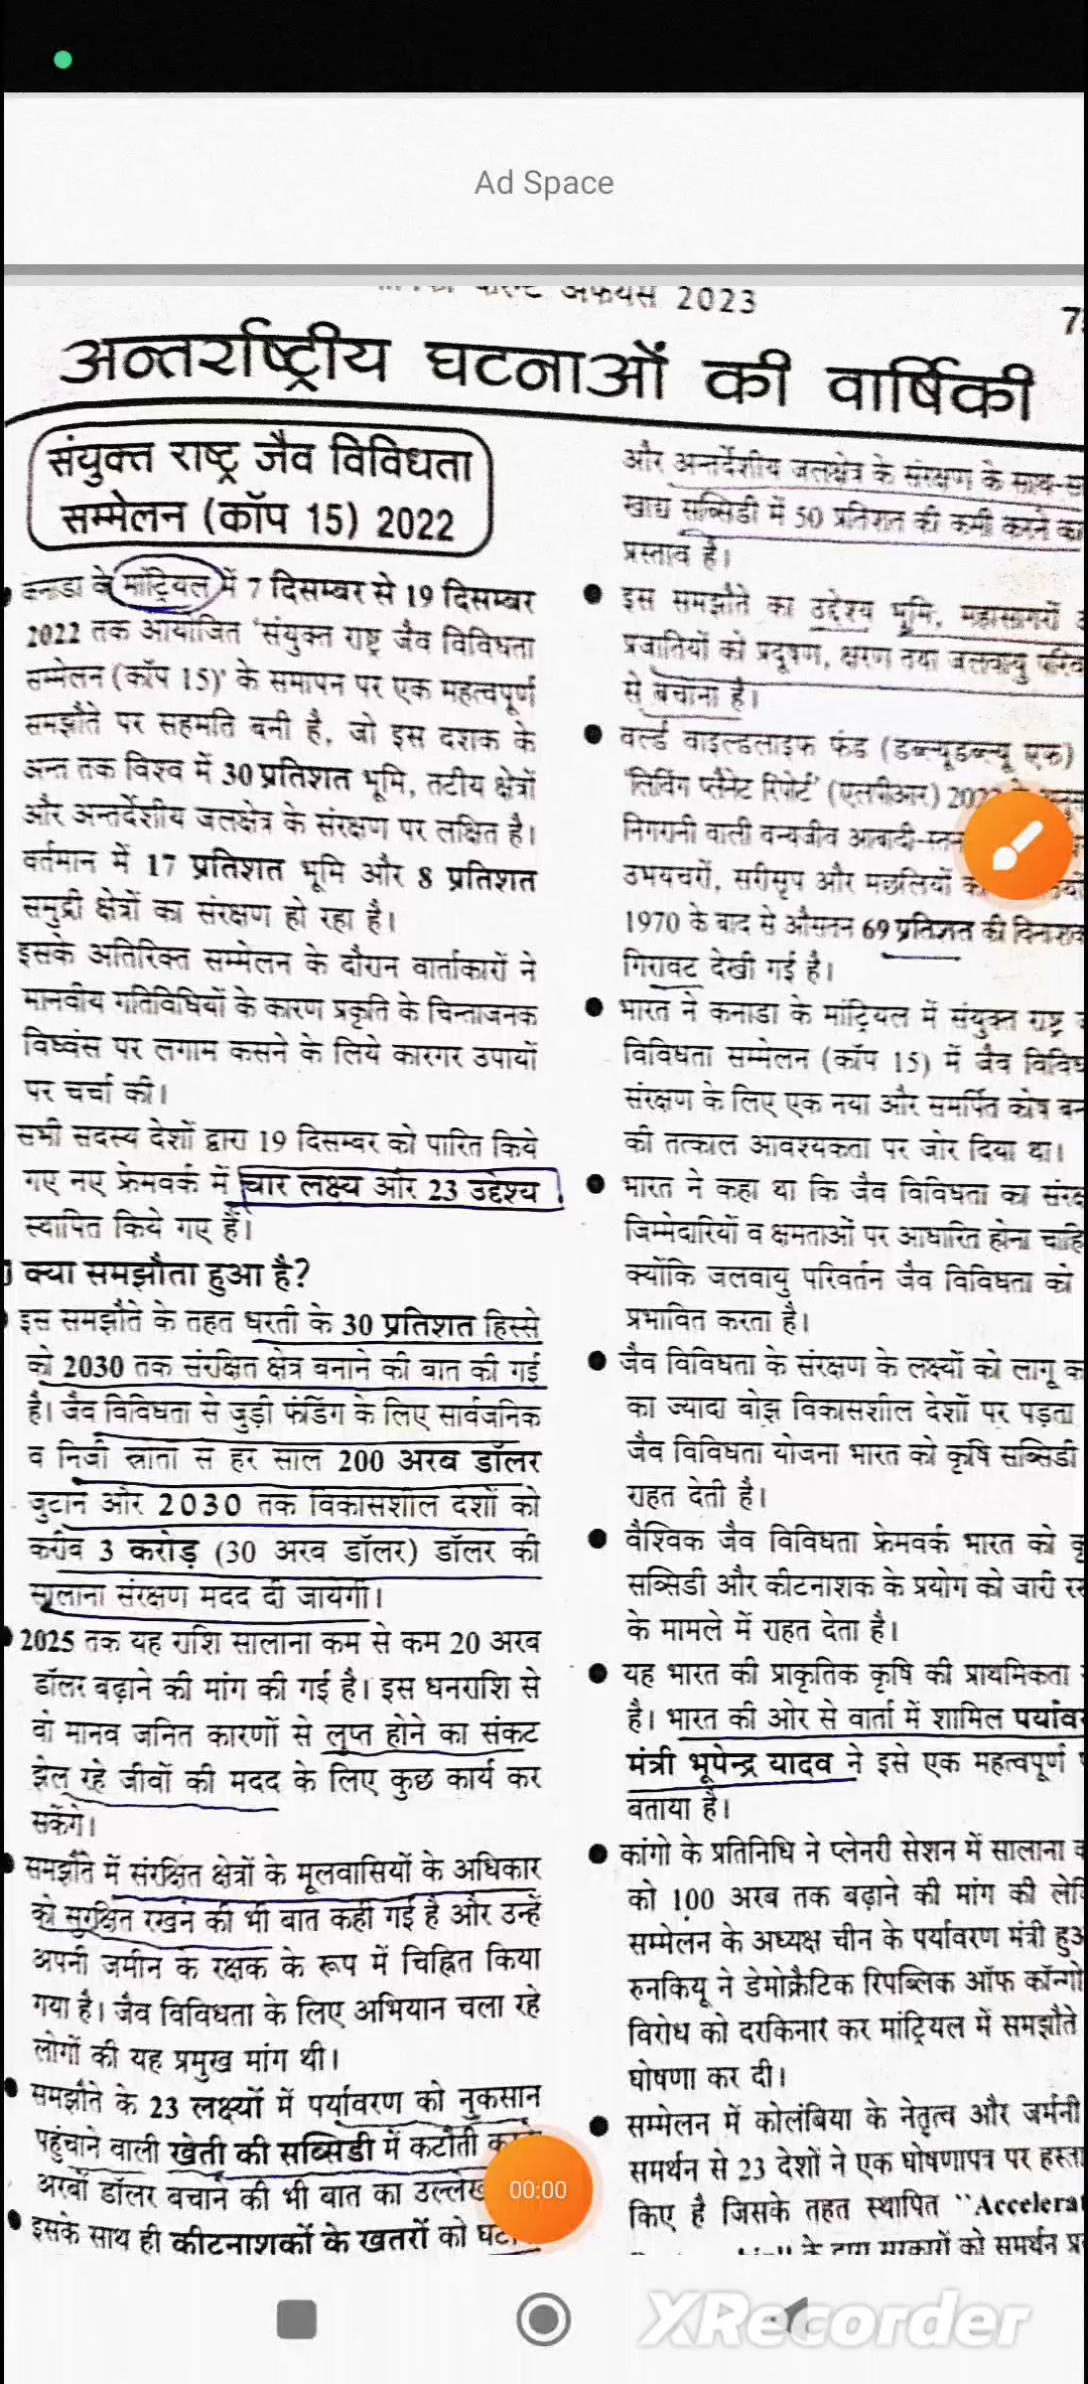 Ad Space
2023
अन्तर्राष्ट्रीय घटनाओं की वार्षिकी
संयुक्त राष्ट्र जैव विविधता
सम्मेलन (कॉप 15) 2022
कनाडा के मांट्रियल में 7 दिसम्बर से 19 दिसम्बर
2022 तक आयोजित 'संयुक्त राष्ट्र जैव विविधता
सम्मेलन (कॉप 15)' के समापन पर एक महत्वपूर्ण
समझौते पर सहमति बनी है, जो इस दशक के
अन्त तक विश्व में 30 प्रतिशत भूमि, तटीय क्षेत्रों
और अन्तर्देशीय जलक्षेत्र के संरक्षण पर लक्षित है।
वर्तमान में 17 प्रतिशत भूमि और 8 प्रतिशत
समुद्री क्षेत्रों का संरक्षण हो रहा है।
इसके अतिरिक्त सम्मेलन के दौरान वार्ताकारों ने
मानवीय गतिविधियों के कारण प्रकृति के चिन्ताजनक
विध्वंस पर लगाम कसने के लिये कारगर उपायों
पर चर्चा की।
सभी सदस्य देशों द्वारा 19 दिसम्बर को पारित किये
गए नए फ्रेमवर्क में चार लक्ष्य और 23 उद्देश्य
स्थापित किये गए हैं।
क्या समझौता हुआ है?
इस समझौते के तहत धरती के 30 प्रतिशत हिस्से
को 2030 तक संरक्षित क्षेत्र बनाने की बात की गई
है। जैव विविधता से जुड़ी फंडिंग के लिए सार्वजनिक
व निजी स्रोतों से हर साल 200 अरब डॉलर
जुटाने और 2030 तक विकासशील देशों को
करीब 3 करोड़ (30 अरब डॉलर) डॉलर की
सालाना संरक्षण मदद दी जायेगी।
2025 तक यह राशि सालाना कम से कम 20 अरब
डॉलर बढ़ाने की मांग की गई है। इस धनराशि से
वो मानव जनित कारणों से लुप्त होने का संकट
झेल रहे जीवों की मदद के लिए कुछ कार्य कर
सकेंगे।
समझौते में संरक्षित क्षेत्रों के मूलवासियों के अधिकार
को सुरक्षित रखने की भी बात कही गई है और उन्हें
अपनी जमीन के रक्षक के रूप में चिह्नित किया
गया है। जैव विविधता के लिए अभियान चला रहे
लोगों की यह प्रमुख मांग थी।
समझौते के 23 लक्ष्यों में पर्यावरण को नुकसान
पहुंचाने वाली खेती की सब्सिडी में कटौती
अरबों डॉलर बचाने की भी बात का उल्लेख
इसके साथ ही कीटनाशकों के खतरों को
और अन्तर्देशीय जलक्षेत्र के संरक्षण के
खाद्य सब्सिडी में 50 प्रतिशत की कमी करने का
प्रस्ताव है।
इस समझौते का उद्देश्य भूमि, महासागरों
प्रजातियों को प्रदूषण, क्षरण तथा जलवायु
से बचाना है।
वर्ल्ड वाइल्डलाइफ फंड (डब्ल्यूडब्ल्यू एफ)
'लिविंग प्लैनेट रिपोर्ट' (एलपीआर)
निगरानी वाली वन्यजीव आबादी-
उभयचरों, सरीसृप और मछलियों
1970 के बाद से औसतन 69 प्रतिशत की
गिरावट देखी गई है।
भारत ने कनाडा के मांट्रियल में संयुक्त राष्ट्र
विविधता सम्मेलन (कॉप 15) में जैव
संरक्षण के लिए एक नया और समर्पित कोष
की तत्काल आवश्यकता पर जोर दिया था।
भारत ने कहा था कि जैव विविधता का
जिम्मेदारियों व क्षमताओं पर आधारित होना
क्योंकि जलवायु परिवर्तन जैव विविधता को
प्रभावित करता है।
जैव विविधता के संरक्षण के लक्ष्यों को लागू
का ज्यादा बोझ विकासशील देशों पर पड़ता
जैव विविधता योजना भारत को कृषि सब्सिडी
राहत देती है।
वैश्विक जैव विविधता फ्रेमवर्क भारत को
सब्सिडी और कीटनाशक के प्रयोग को जारी
के मामले में राहत देता है।
यह भारत की प्राकृतिक कृषि की प्राथमिकता
है। भारत की ओर से वार्ता में शामिल
मंत्री भूपेन्द्र यादव ने इसे एक महत्वपूर्ण
बताया है।
कांगो के प्रतिनिधि ने प्लेनरी सेशन में सालाना
को 100 अरब तक बढ़ाने की मांग की
सम्मेलन के अध्यक्ष चीन के पर्यावरण मंत्री
रुनकियू ने डेमोक्रैटिक रिपब्लिक ऑफ कॉन्गो
विरोध को दरकिनार कर मांट्रियल में समझौते
घोषणा कर दी।
सम्मेलन में कोलंबिया के नेतृत्व और जर्मनी
समर्थन से 23 देशों ने एक घोषणापत्र पर
किए है जिसके तहत स्थापित
के द्वारा सरकारों को समर्थन
00:00
XRecorder